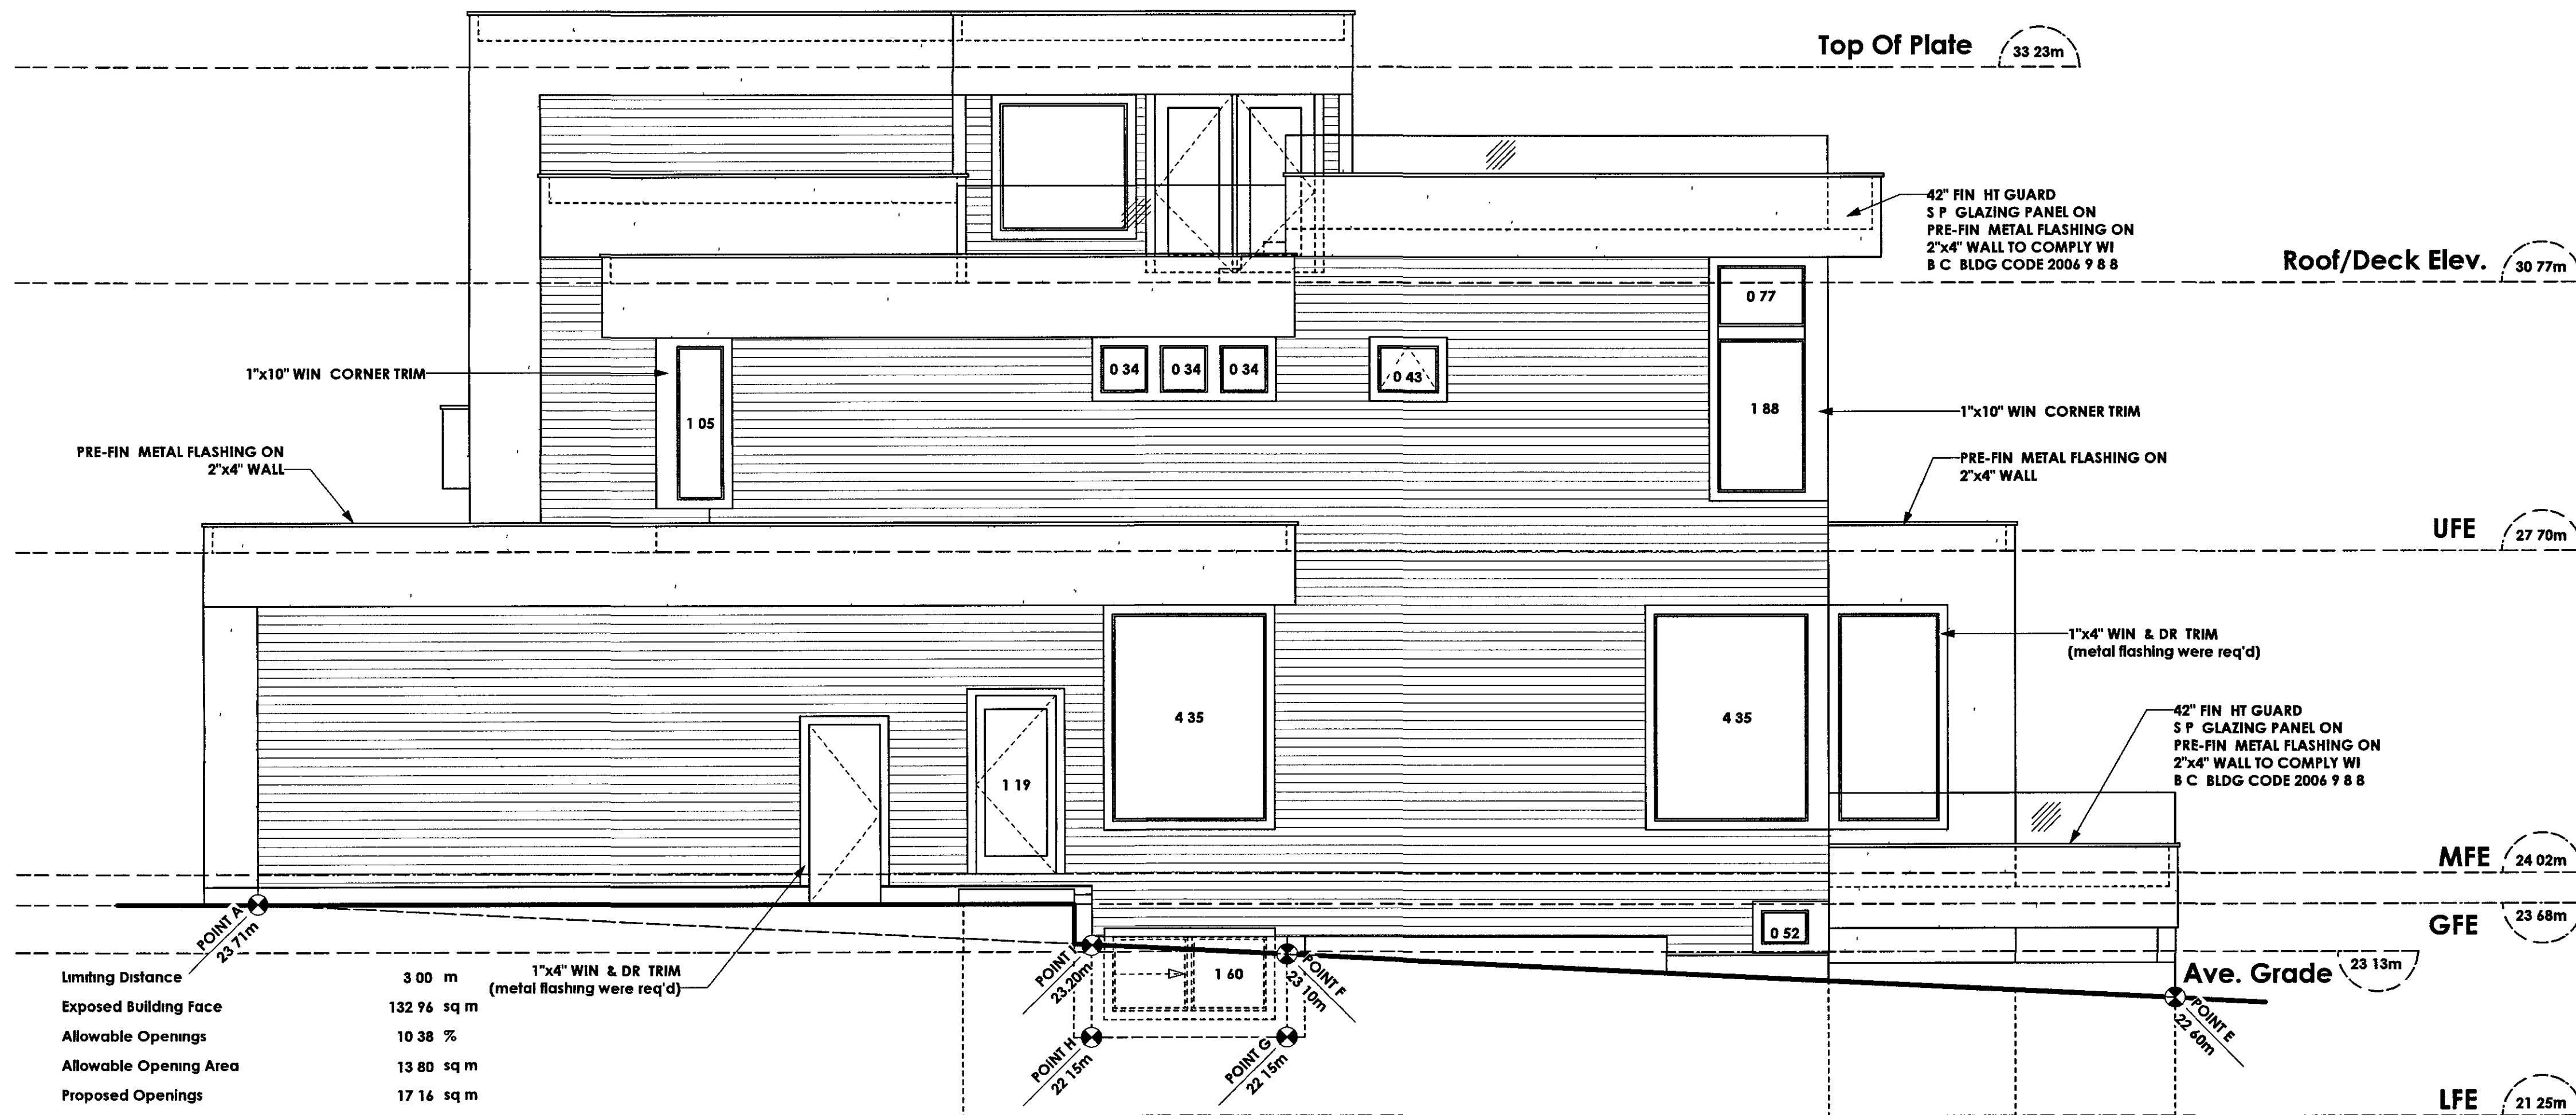 Top Of Plate
33 23m
42" FIN HT GUARD
S P GLAZING PANEL ON
PRE-FIN METAL FLASHING ON
2"x4" WALL TO COMPLY WI
B C BLDG CODE 2006 9 8 8
Roof/Deck Elev.
30 77m
0 77
1"x10" WIN CORNER TRIM
0 34
0 34
0 34
0 43
1 05
1 88
1"x10" WIN CORNER TRIM
PRE-FIN METAL FLASHING ON
2"x4" WALL
PRE-FIN METAL FLASHING ON
2"x4" WALL
UFE
27 70m
1"x4" WIN & DR TRIM
(metal flashing were req'd)
4 35
4 35
42" FIN HT GUARD
S P GLAZING PANEL ON
PRE-FIN METAL FLASHING ON
2"x4" WALL TO COMPLY WI
B C BLDG CODE 2006 9 8 8
1 19
MFE
24 02m
POINT A
23 71m
GFE
23 68m
0 52
Ave. Grade
23 13m
1"x4" WIN & DR TRIM
(metal flashing were req'd)
POINT I
23.20m
1 60
POINT F
23 10m
POINT E
22 60m
POINT H
22 15m
POINT G
22 15m
Limiting Distance 3 00 m
Exposed Building Face 132 96 sq m
Allowable Openings 10 38 %
Allowable Opening Area 13 80 sq m
Proposed Openings 17 16 sq m
LFE
21 25m